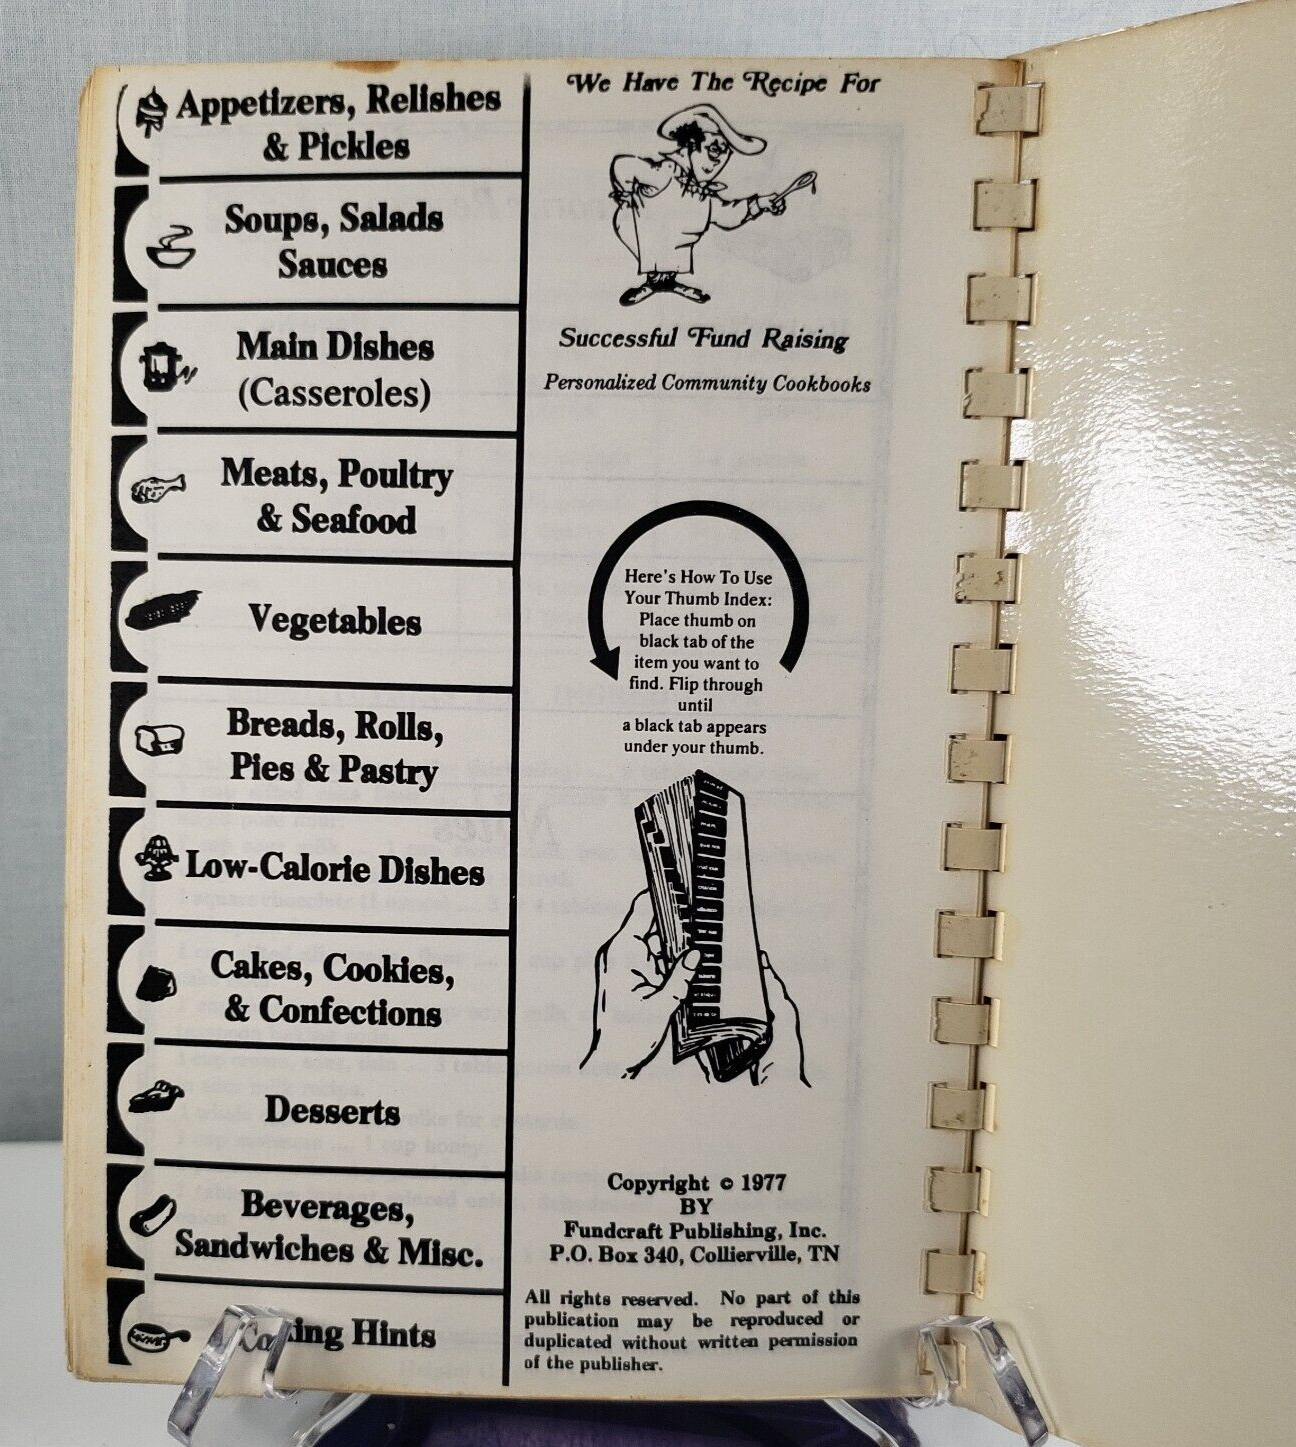 Appetizers, Relishes
& Pickles
Soups, Salads
Sauces
Main Dishes
(Casseroles)
Meats, Poultry
& Seafood
Vegetables
Breads, Rolls,
Pies & Pastry
Low-Calorie Dishes
Cakes, Cookies,
& Confections
Desserts
Beverages,
Sandwiches & Misc.
Hints
We Have The Recipe For
Successful Fund Raising
Personalized Community Cookbooks
Here's How To Use
Your Thumb Index:
Place thumb on
black tab of the
item you want to
find. Flip through
until
a black tab appears
under your thumb.
Copyright © 1977
BY
Fundcraft Publishing, Inc.
P.O. Box 340, Collierville, TN
All rights reserved. No part of this
publication may be reproduced or
duplicated without written permission
of the publisher.